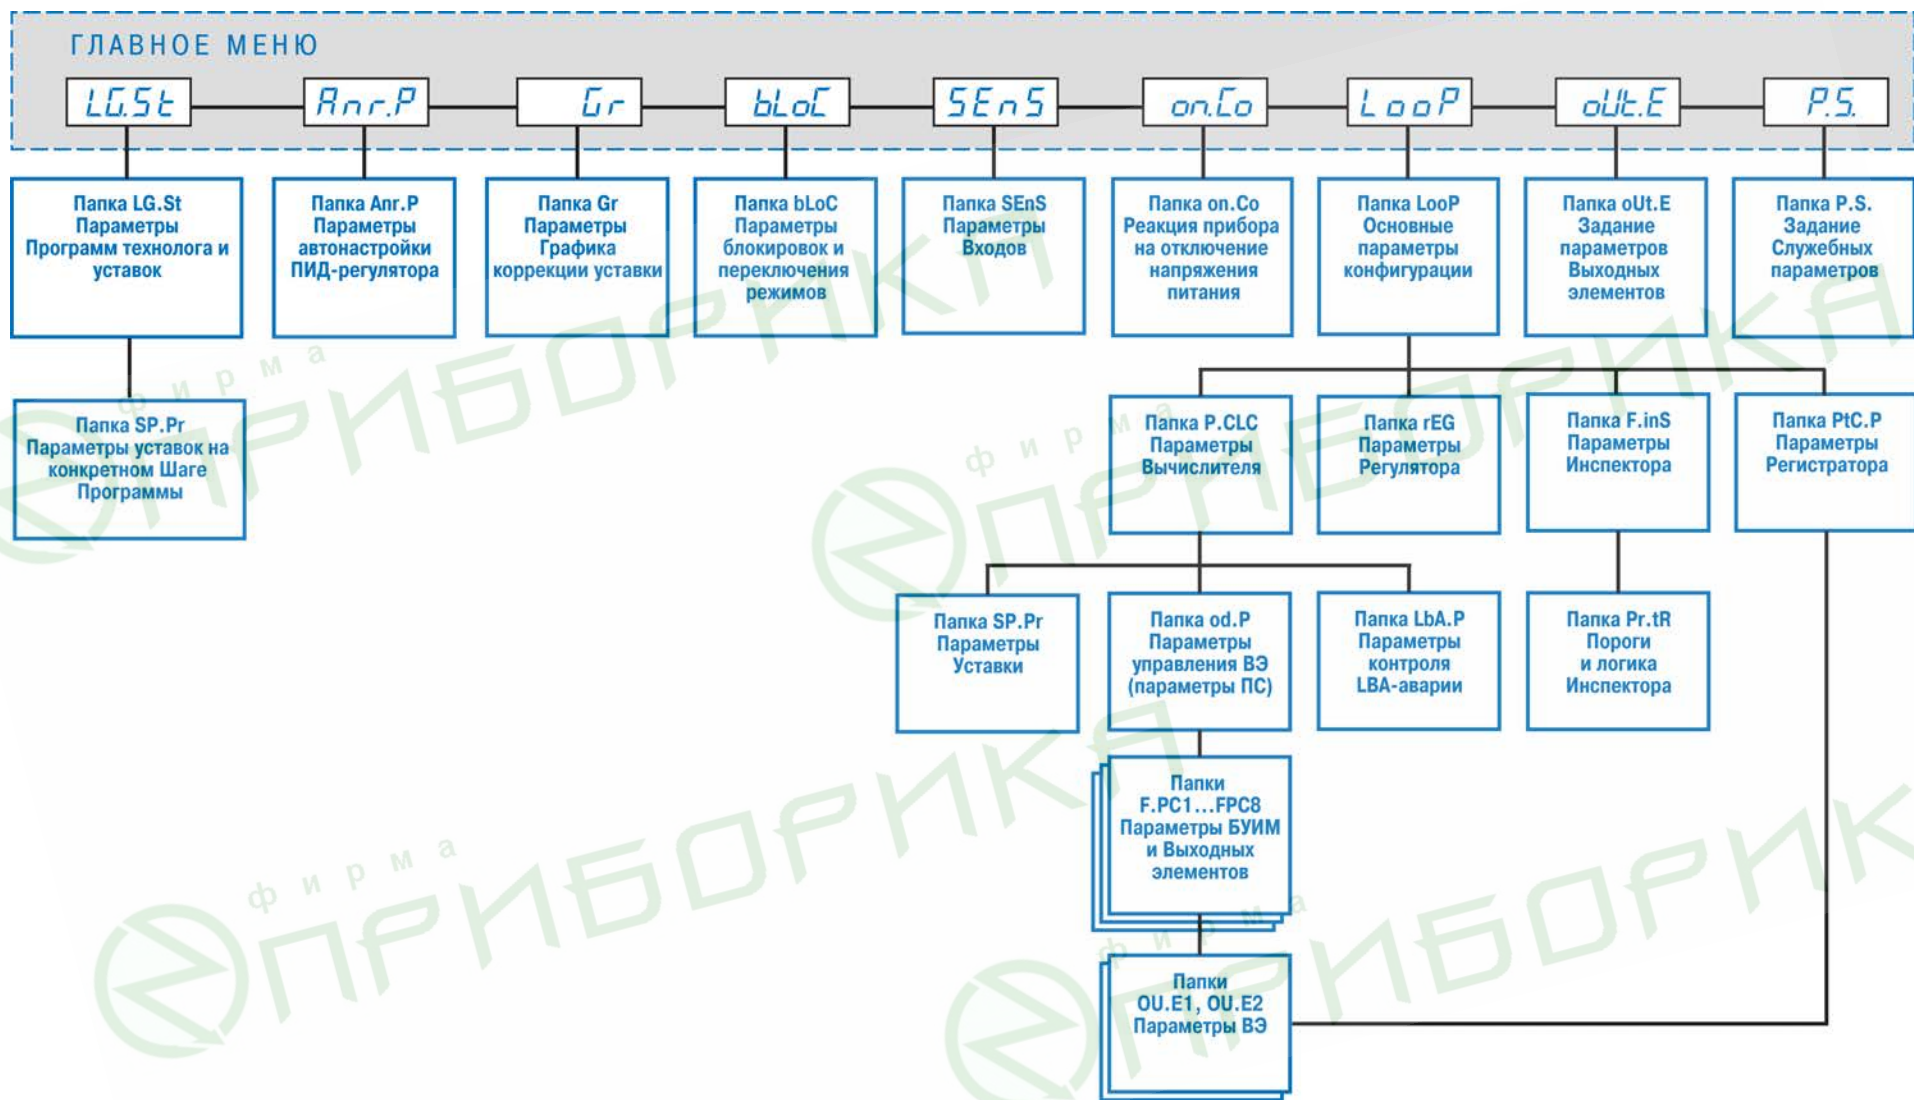 ГЛАВНОЕ МЕНЮ
LG.St
Anr.P
Gr
bLoC
SEnS
on.Co
LooP
oUt.E
P.S.
Папка LG.St
Параметры
Программ технолога и
уставок
Папка Anr.P
Параметры
автонастройки
ПИД-регулятора
Папка Gr
Параметры
Графика
коррекции уставки
Папка bLoC
Параметры
блокировок и
переключения
режимов
Папка SEnS
Параметры
Входов
Папка on.Co
Реакция прибора
на отключение
напряжения
питания
Папка LooP
Основные
параметры
конфигурации
Папка oUt.E
Задание
параметров
Выходных
элементов
Папка P.S.
Задание
Служебных
параметров
Папка SP.Pr
Параметры уставок на
конкретном Шаге
Программы
Папка P.CLC
Параметры
Вычислителя
Папка rEG
Параметры
Регулятора
Папка F.inS
Параметры
Инспектора
Папка PtC.P
Параметры
Регистратора
Папка SP.Pr
Параметры
Уставки
Папка od.P
Параметры
управления ВЭ
(параметры ПС)
Папка LbA.P
Параметры
контроля
LBA-аварии
Папка Pr.tR
Пороги
и логика
Инспектора
Папки
F.PC1...FPC8
Параметры БУИМ
и Выходных
элементов
Папки
OU.E1, OU.E2
Параметры ВЭ
фирма
ПРИБОРИКА
фирма
ПРИБОРИКА
фирма
ПРИБОРИКА
фирма
ПРИБОРИК